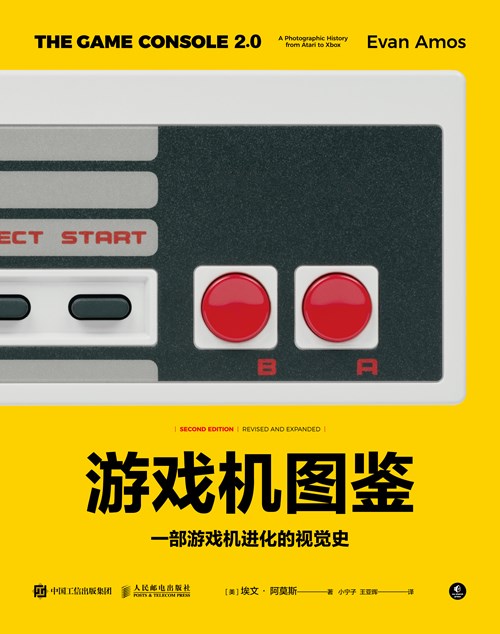 THE GAME CONSOLE 2.0
A Photographic History
from Atari to Xbox
Evan Amos
ECT START
B A
| SECOND EDITION | REVISED AND EXPANDED |
游戏机图鉴
一部游戏机进化的视觉史
中国工信出版集团
人民邮电出版社
POSTS & TELECOM PRESS
[美] 埃文·阿莫斯 著 小宁子 王亚晖 译